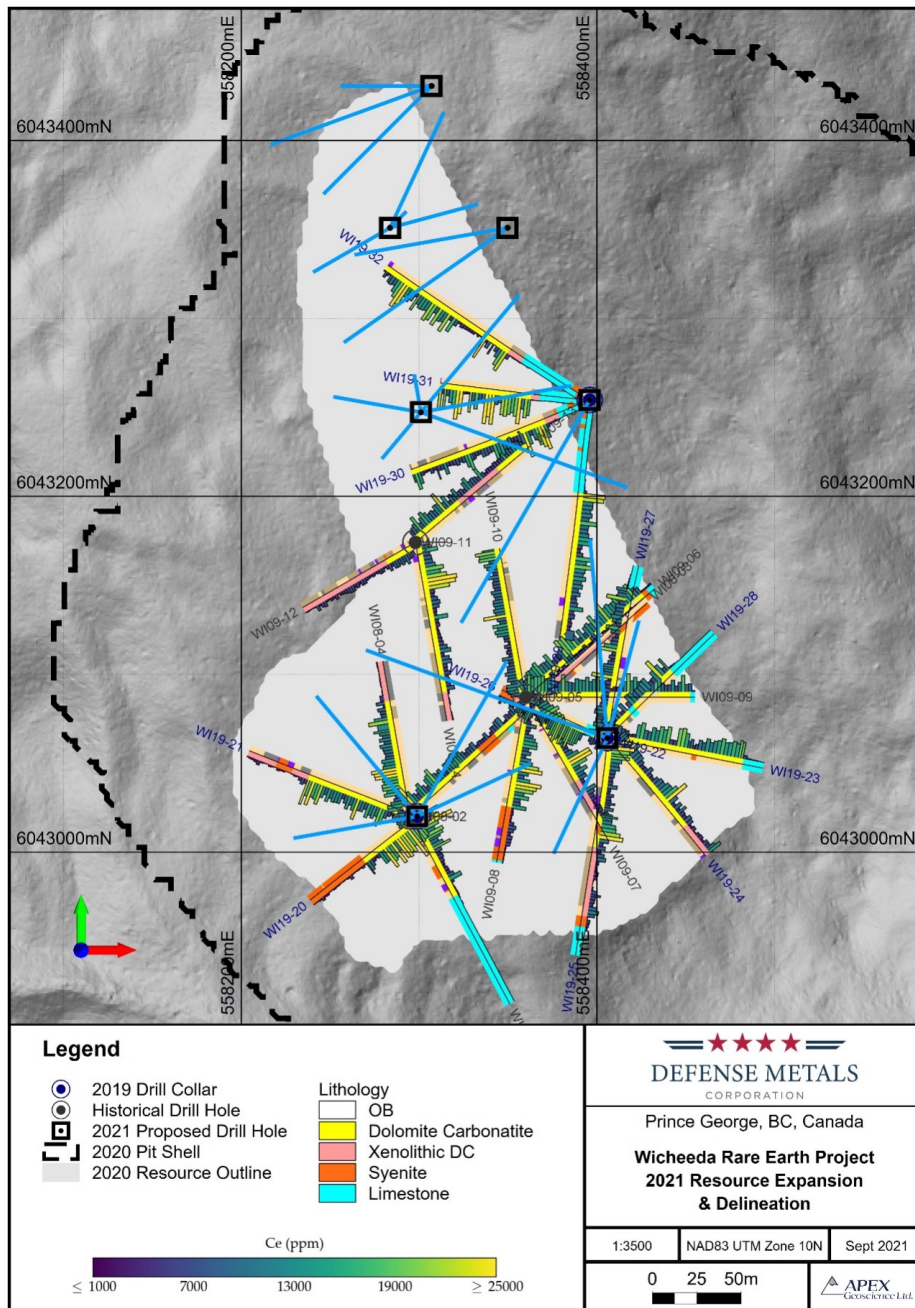 558200mE
558400mE
6043400mN
6043400mN
WI19-32
WI19-31
WI19-30
6043200mN
6043200mN
WI09-10
WI19-27
WI09-11
WI09-06
WI09-12
WI19-28
WI08-04
WI09-05
WI09-09
WI19-21
WI19-22
WI19-23
6043000mN
6043000mN
WI19-20
WI09-08
WI09-07
WI19-24
558200mE
558400mE
WI19-25
Legend
2019 Drill Collar
Historical Drill Hole
2021 Proposed Drill Hole
2020 Pit Shell
2020 Resource Outline
Lithology
OB
Dolomite Carbonatite
Xenolithic DC
Syenite
Limestone
Ce (ppm)
≤ 1000 7000 13000 19000 ≥ 25000
DEFENSE METALS
CORPORATION
Prince George, BC, Canada
Wicheeda Rare Earth Project
2021 Resource Expansion
& Delineation
1:3500 NAD83 UTM Zone 10N Sept 2021
0 25 50m
APEX
Geoscience Ltd.